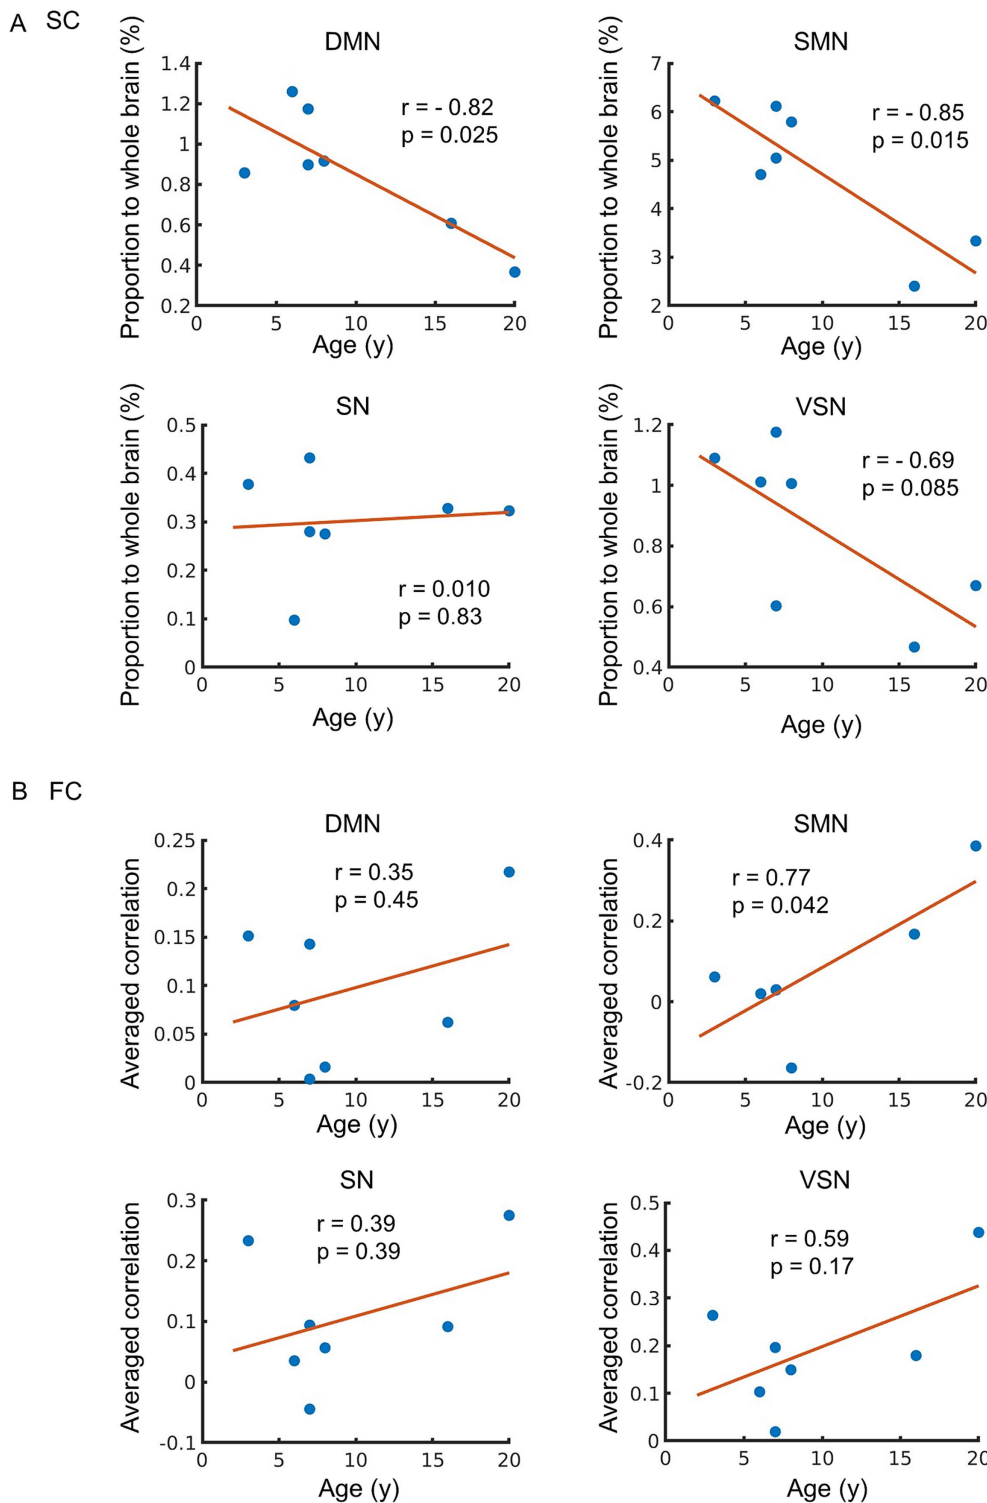 A SC
DMN
Proportion to whole brain (%)
1.4
1.2
1
0.8
0.6
0.4
0.2
r = - 0.82
p = 0.025
0 5 10 15 20
Age (y)
SMN
Proportion to whole brain (%)
7
6
5
4
3
2
r = - 0.85
p = 0.015
0 5 10 15 20
Age (y)
SN
Proportion to whole brain (%)
0.5
0.4
0.3
0.2
0.1
0
r = 0.010
p = 0.83
0 5 10 15 20
Age (y)
VSN
Proportion to whole brain (%)
1.2
1
0.8
0.6
0.4
r = - 0.69
p = 0.085
0 5 10 15 20
Age (y)
B FC
DMN
Averaged correlation
0.25
0.2
0.15
0.1
0.05
0
r = 0.35
p = 0.45
0 5 10 15 20
Age (y)
SMN
Averaged correlation
0.4
0.2
0
-0.2
r = 0.77
p = 0.042
0 5 10 15 20
Age (y)
SN
Averaged correlation
0.3
0.2
0.1
0
-0.1
r = 0.39
p = 0.39
0 5 10 15 20
Age (y)
VSN
Averaged correlation
0.5
0.4
0.3
0.2
0.1
0
r = 0.59
p = 0.17
0 5 10 15 20
Age (y)